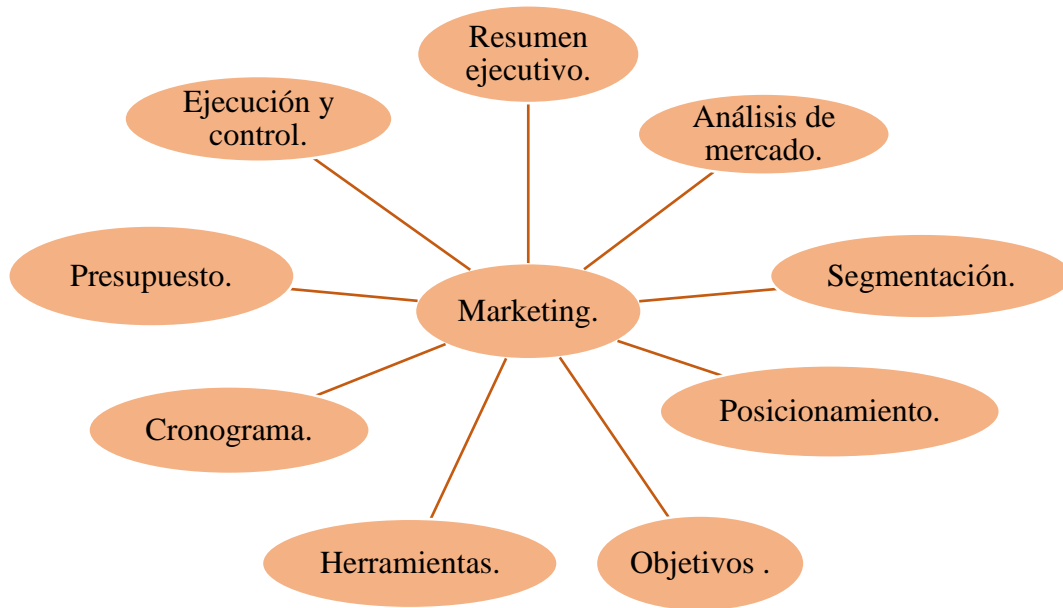 Resumen
ejecutivo.
Ejecución y
control.
Análisis de
mercado.
Presupuesto.
Segmentación.
Marketing.
Cronograma.
Posicionamiento.
Herramientas.
Objetivos .